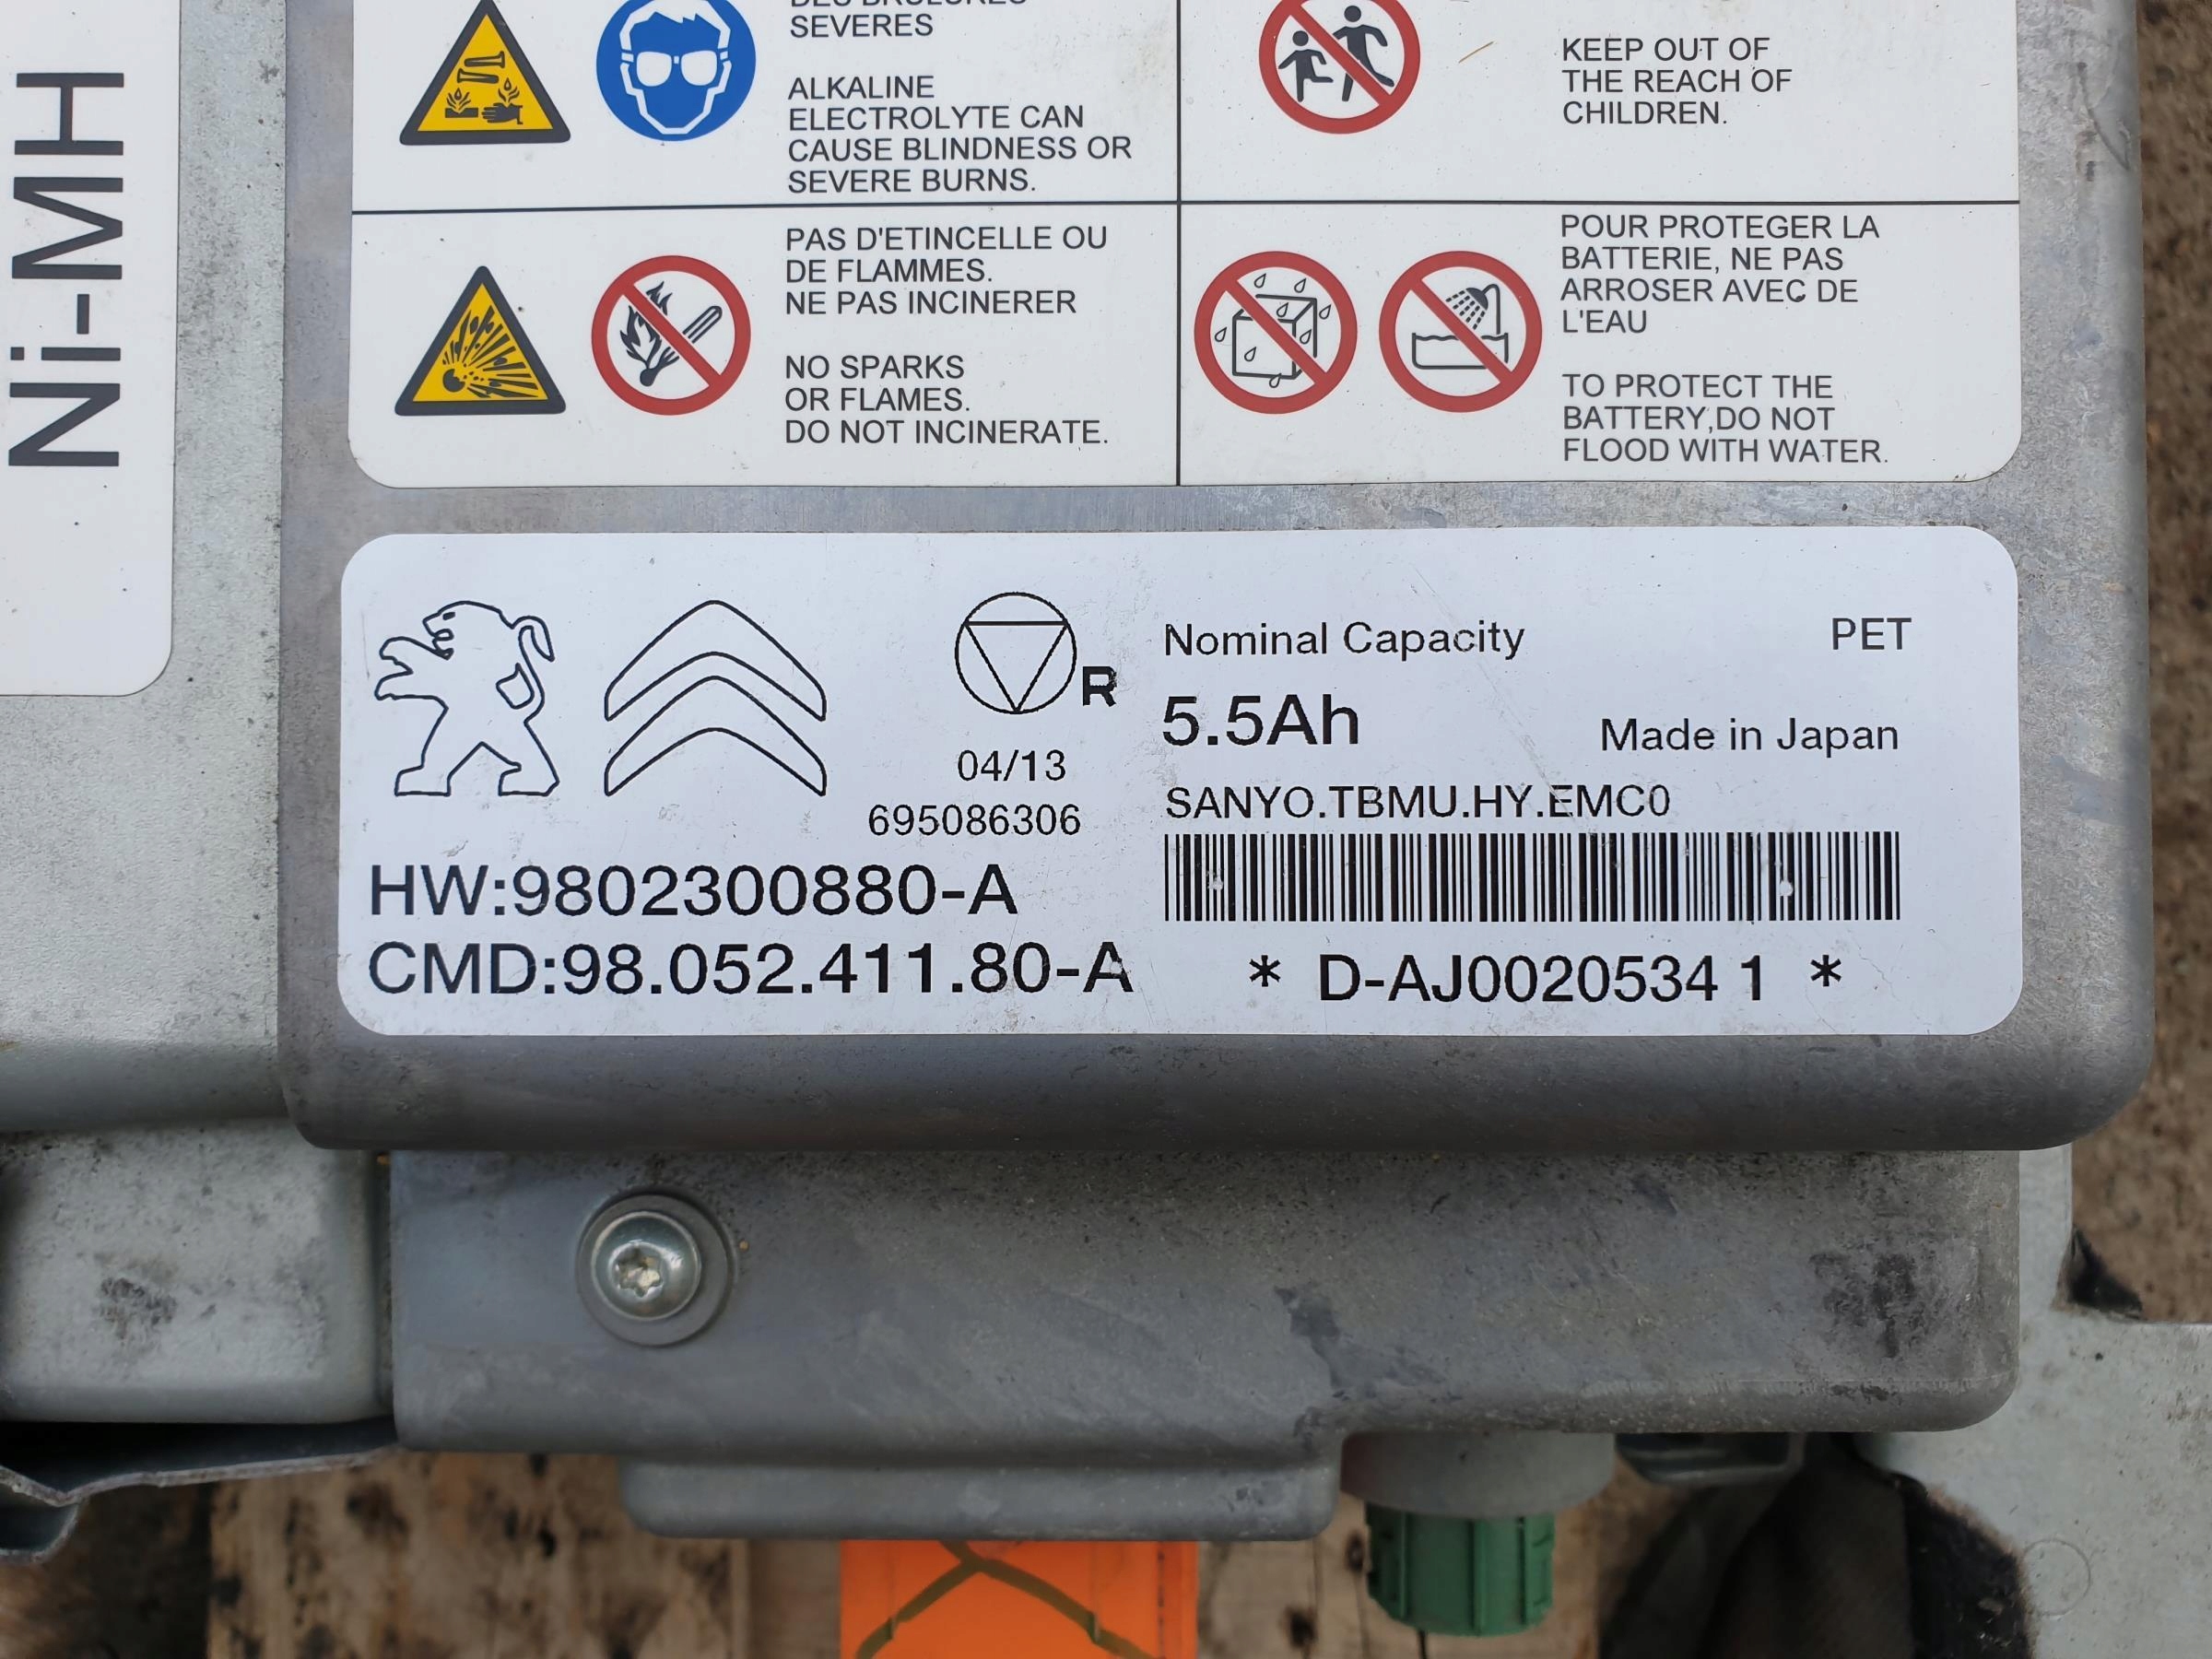 Ni-MH
DES BRULURES
SEVERES
ALKALINE
ELECTROLYTE CAN
CAUSE BLINDNESS OR
SEVERE BURNS.
KEEP OUT OF
THE REACH OF
CHILDREN.
PAS D'ETINCELLE OU
DE FLAMMES.
NE PAS INCINERER
NO SPARKS
OR FLAMES.
DO NOT INCINERATE.
POUR PROTEGER LA
BATTERIE, NE PAS
ARROSER AVEC DE
L'EAU
TO PROTECT THE
BATTERY,DO NOT
FLOOD WITH WATER.
R
04/13
695086306
HW:9802300880-A
CMD:98.052.411.80-A
Nominal Capacity
PET
5.5Ah
Made in Japan
SANYO.TBMU.HY.EMC0
* D-AJ0020534 1 *